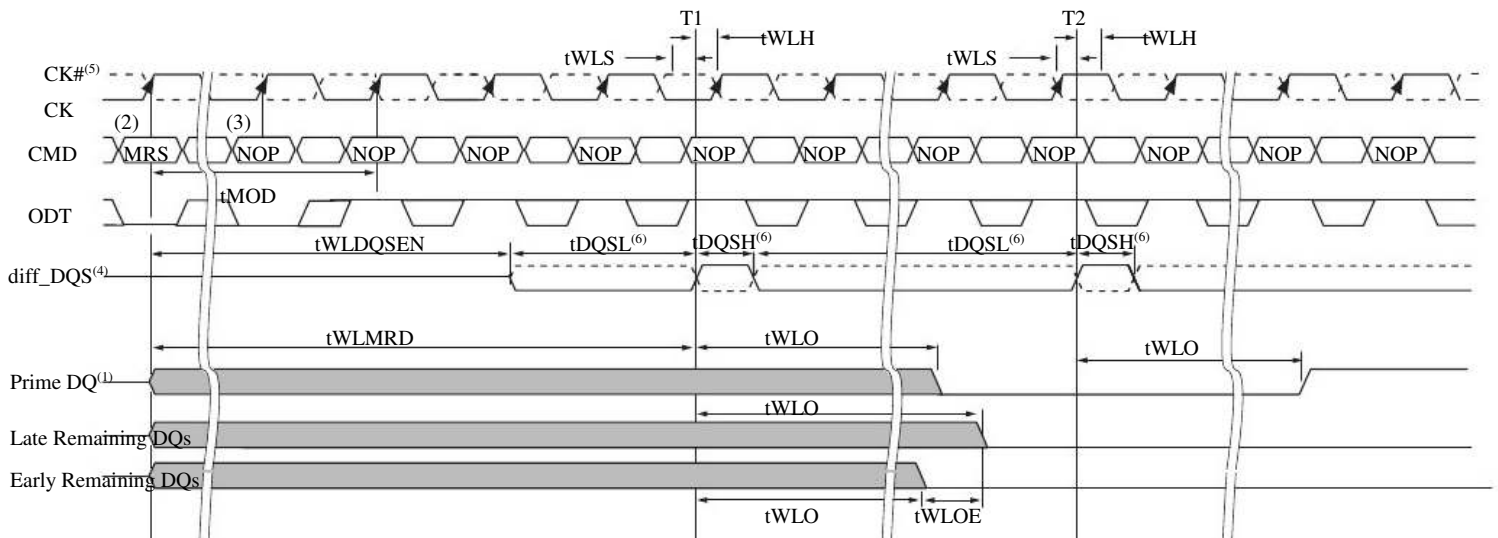 T1 T2
tWLH tWLH
tWLS tWLS
CK#(5)
CK
(2) (3)
CMD MRS NOP NOP NOP NOP NOP NOP NOP NOP NOP NOP NOP
tMOD
ODT
tWLDQSEN tDQSL(6) tDQSH(6) tDQSL(6) tDQSH(6)
diff_DQS(4)
tWLMRD tWLO tWLO
Prime DQ(1)
tWLO
Late Remaining DQs
Early Remaining DQs
tWLO tWLOE